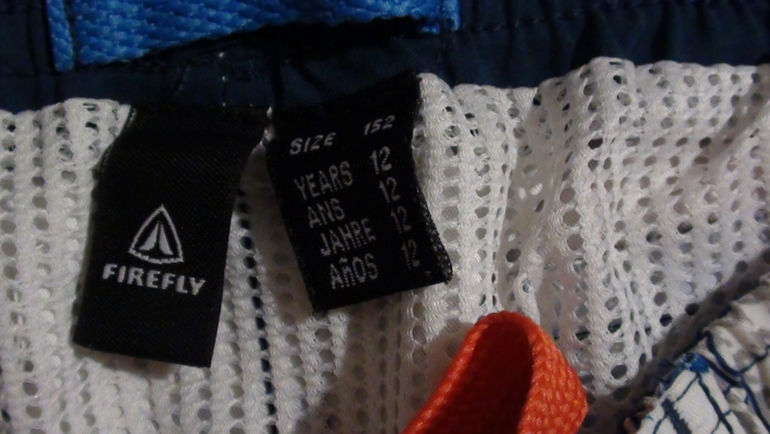 FIREFLY
SIZE 152
YEARS 12
ANS 12
JAHRE 12
AñOS 12